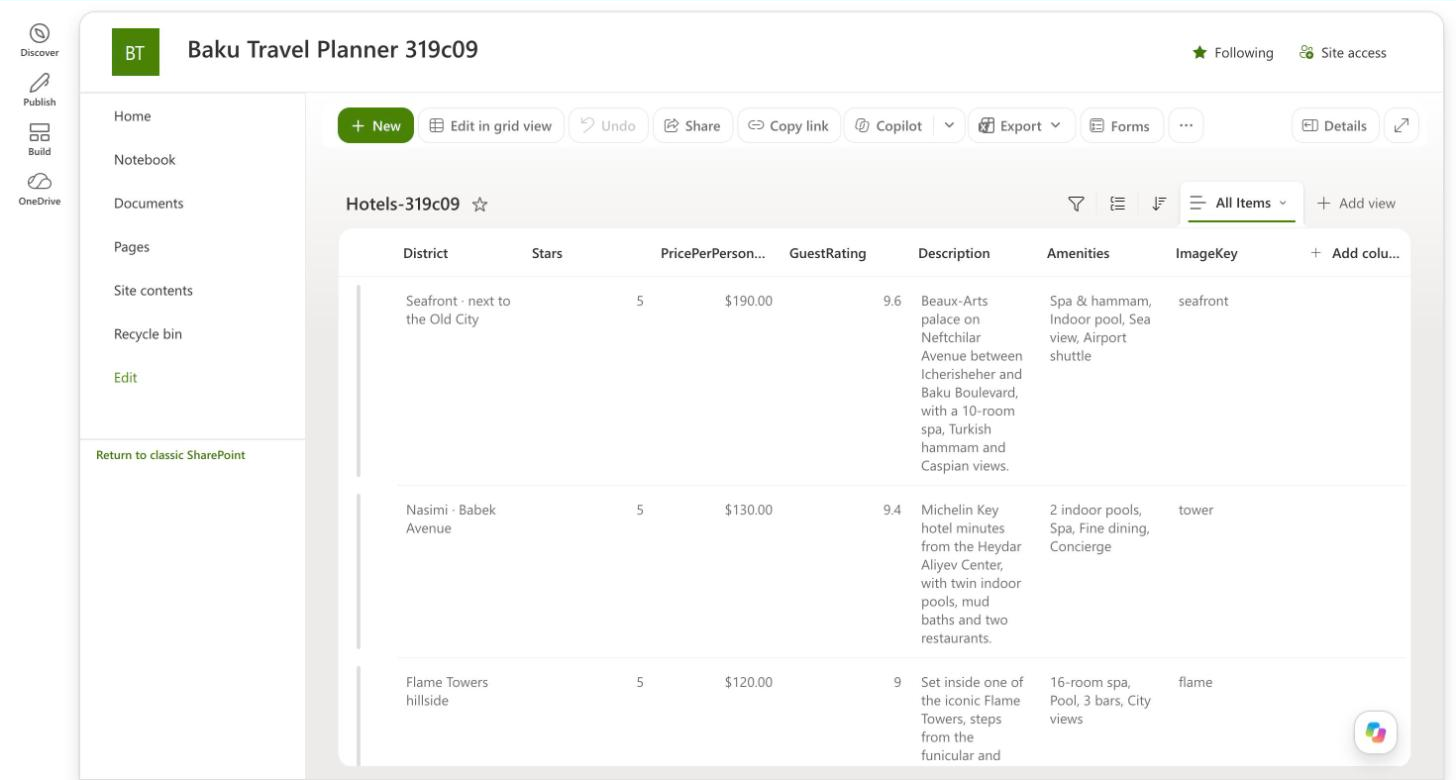 Discover
Publish
Build
OneDrive
BT
Baku Travel Planner 319c09
Following
Site access
Home
Notebook
Documents
Pages
Site contents
Recycle bin
Edit
Return to classic SharePoint
New
Edit in grid view
Undo
Share
Copy link
Copilot
Export
Forms
Details
Hotels-319c09
All Items
Add view
District
Stars
PricePerPerson...
GuestRating
Description
Amenities
ImageKey
Add colu...
Seafront · next to
the Old City
5
$190.00
9.6
Beaux-Arts
palace on
Neftchilar
Avenue between
Icherisheher and
Baku Boulevard,
with a 10-room
spa, Turkish
hammam and
Caspian views.
Spa & hammam,
Indoor pool, Sea
view, Airport
shuttle
seafront
Nasimi · Babek
Avenue
5
$130.00
9.4
Michelin Key
hotel minutes
from the Heydar
Aliyev Center,
with twin indoor
pools, mud
baths and two
restaurants.
2 indoor pools,
Spa, Fine dining,
Concierge
tower
Flame Towers
hillside
5
$120.00
9
Set inside one of
the iconic Flame
Towers, steps
from the
funicular and
16-room spa,
Pool, 3 bars, City
views
flame